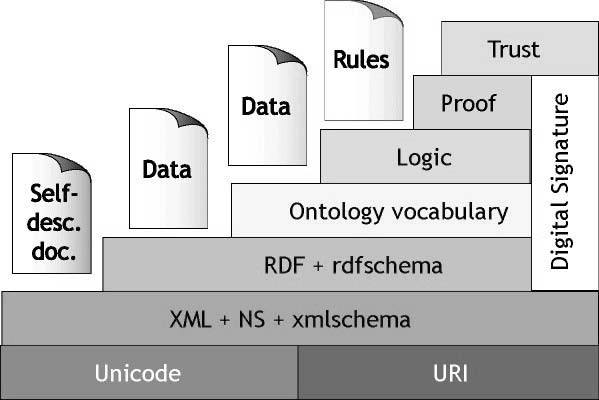 Rules
Trust
Data
Proof
Digital Signature
Data
Logic
Self-
desc.
doc.
Ontology vocabulary
RDF + rdfschema
XML + NS + xmlschema
Unicode
URI